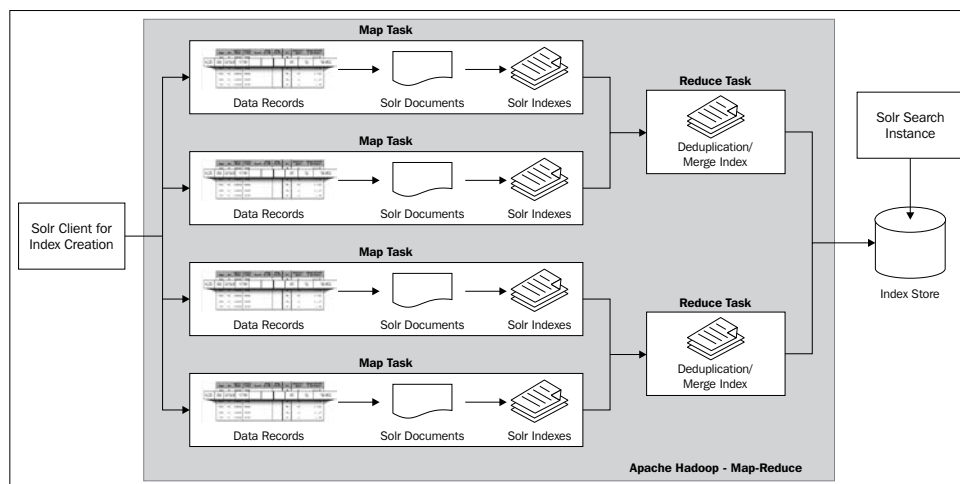 Map Task
Data Records
Solr Documents
Solr Indexes
Map Task
Data Records
Solr Documents
Solr Indexes
Map Task
Data Records
Solr Documents
Solr Indexes
Map Task
Data Records
Solr Documents
Solr Indexes
Solr Client for
Index Creation
Reduce Task
Deduplication/
Merge Index
Reduce Task
Deduplication/
Merge Index
Solr Search
Instance
Index Store
Apache Hadoop - Map-Reduce